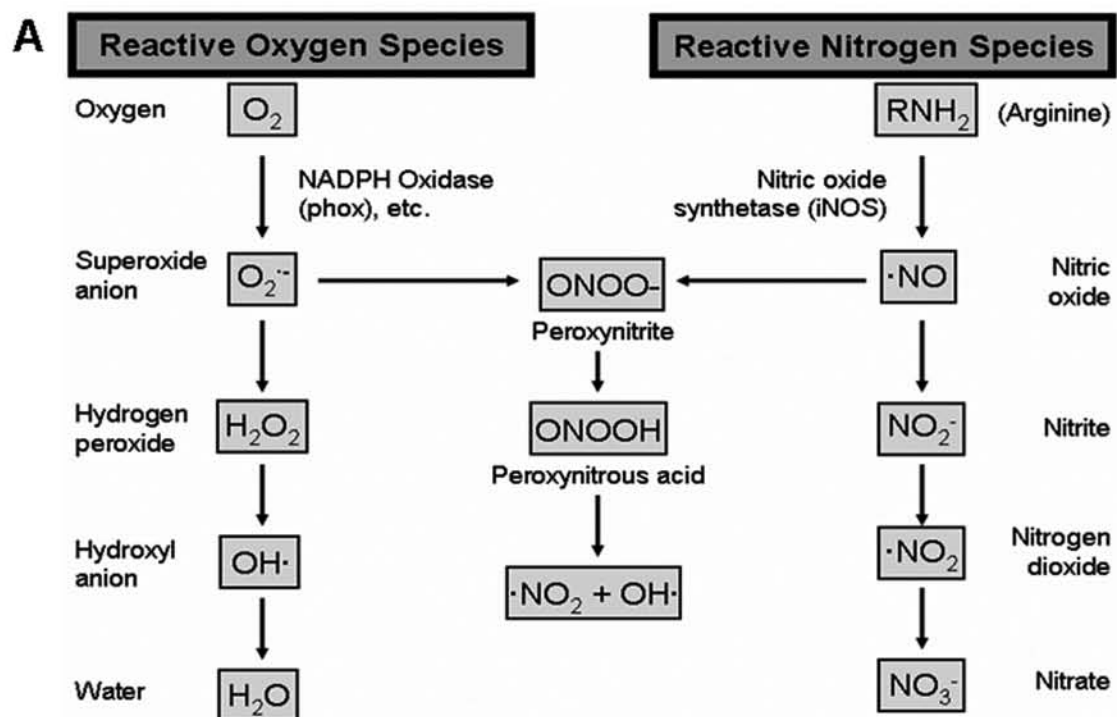 A
Reactive Oxygen Species
Reactive Nitrogen Species
Oxygen
O₂
RNH₂
(Arginine)
NADPH Oxidase
(phox), etc.
Nitric oxide
synthetase (iNOS)
Superoxide
anion
O₂·⁻
ONOO-
·NO
Nitric
oxide
Peroxynitrite
Hydrogen
peroxide
H₂O₂
ONOOH
NO₂⁻
Nitrite
Peroxynitrous acid
Hydroxyl
anion
OH·
·NO₂ + OH·
·NO₂
Nitrogen
dioxide
Water
H₂O
NO₃⁻
Nitrate